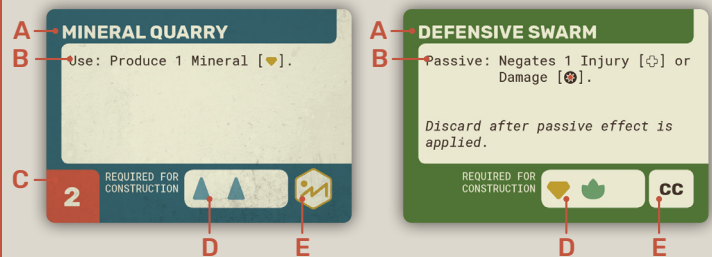 A
MINERAL QUARRY
B
Use: Produce 1 Mineral [ ].
C
2
REQUIRED FOR
CONSTRUCTION
D
E
A
DEFENSIVE SWARM
B
Passive: Negates 1 Injury [ ] or
Damage [ ].
Discard after passive effect is
applied.
REQUIRED FOR
CONSTRUCTION
CC
D
E